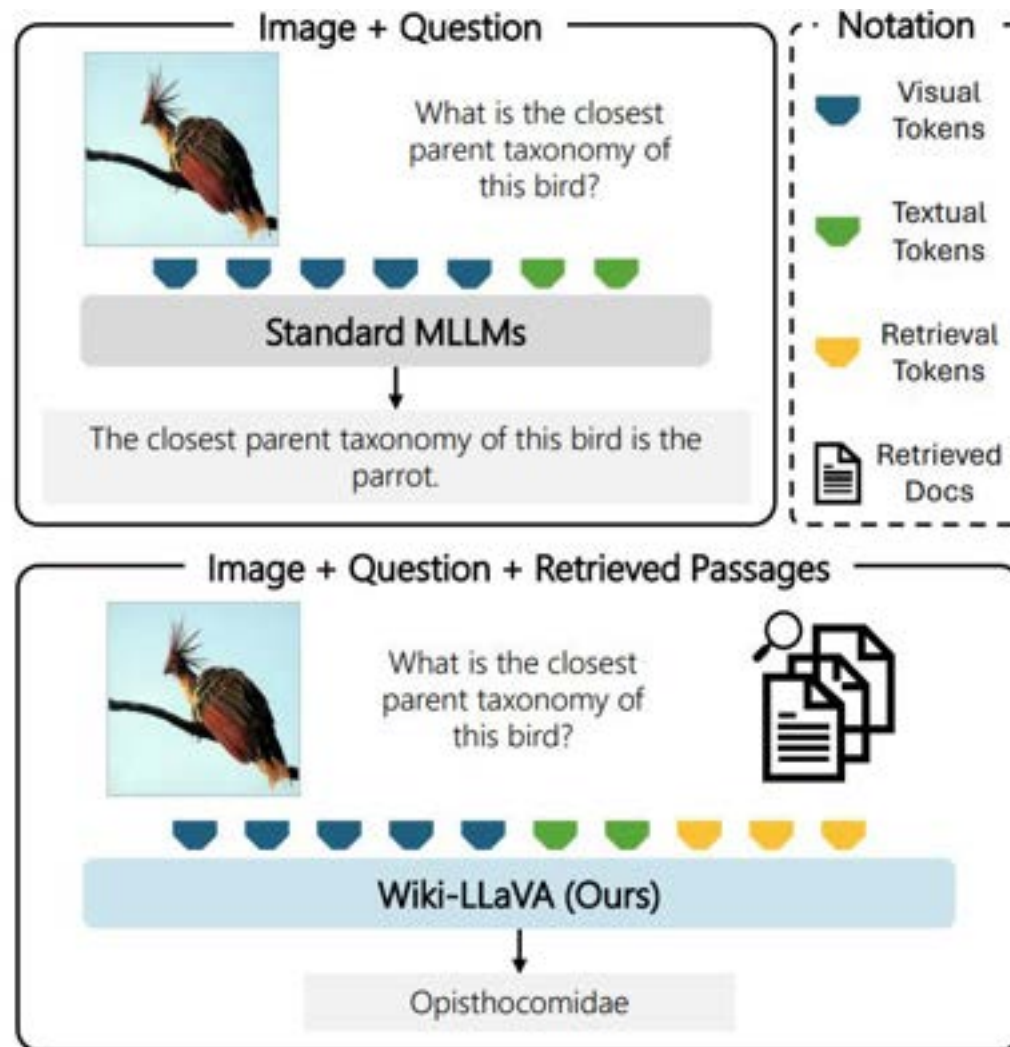 Image + Question
What is the closest
parent taxonomy of
this bird?
Standard MLLMs
The closest parent taxonomy of this bird is the
parrot.
Notation
Visual
Tokens
Textual
Tokens
Retrieval
Tokens
Retrieved
Docs
Image + Question + Retrieved Passages
What is the closest
parent taxonomy of
this bird?
Wiki-LLaVA (Ours)
Opisthocomidae